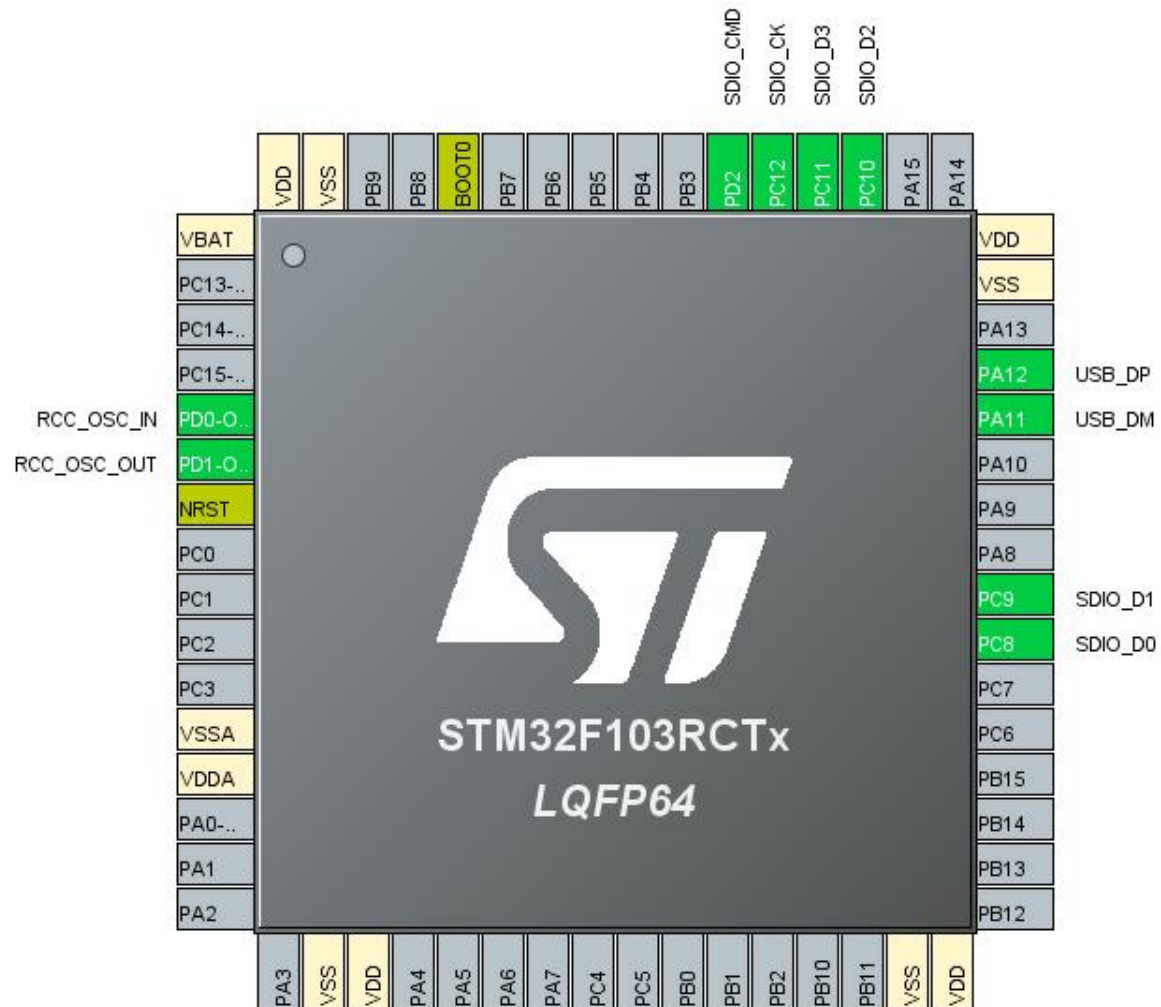 SDIO_CMD
SDIO_CK
SDIO_D3
SDIO_D2
VDD
VSS
PB9
PB8
BOOT0
PB7
PB6
PB5
PB4
PB3
PD2
PC12
PC11
PC10
PA15
PA14
VBAT
PC13-..
PC14-..
PC15-..
RCC_OSC_IN PD0-O..
RCC_OSC_OUT PD1-O..
NRST
PC0
PC1
PC2
PC3
VSSA
VDDA
PA0-..
PA1
PA2
ST
STM32F103RCTx
LQFP64
VDD
VSS
PA13
PA12 USB_DP
PA11 USB_DM
PA10
PA9
PA8
PC9 SDIO_D1
PC8 SDIO_D0
PC7
PC6
PB15
PB14
PB13
PB12
PA3
VSS
VDD
PA4
PA5
PA6
PA7
PC4
PC5
PB0
PB1
PB2
PB10
PB11
VSS
VDD